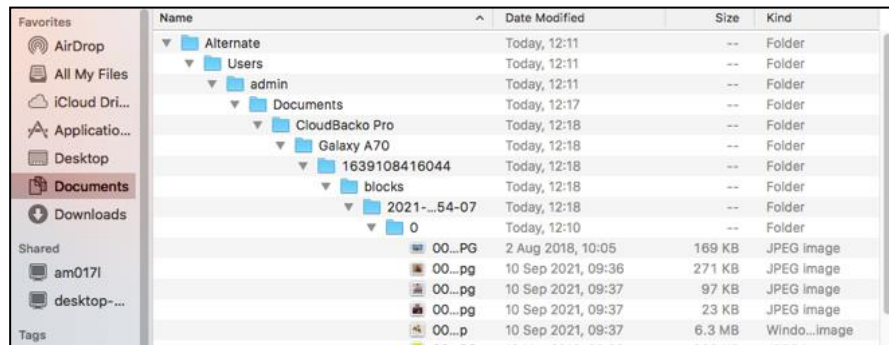 Favorites
AirDrop
All My Files
iCloud Dri...
Applicatio...
Desktop
Documents
Downloads
Shared
am017l
desktop-...
Tags
Name Date Modified Size Kind
Alternate Today, 12:11 -- Folder
Users Today, 12:11 -- Folder
admin Today, 12:11 -- Folder
Documents Today, 12:17 -- Folder
CloudBacko Pro Today, 12:18 -- Folder
Galaxy A70 Today, 12:18 -- Folder
1639108416044 Today, 12:18 -- Folder
blocks Today, 12:18 -- Folder
2021-...54-07 Today, 12:18 -- Folder
0 Today, 12:10 -- Folder
00...PG 2 Aug 2018, 10:05 169 KB JPEG image
00...pg 10 Sep 2021, 09:36 271 KB JPEG image
00...pg 10 Sep 2021, 09:37 97 KB JPEG image
00...pg 10 Sep 2021, 09:37 23 KB JPEG image
00...p 10 Sep 2021, 09:37 6.3 MB Windo...image